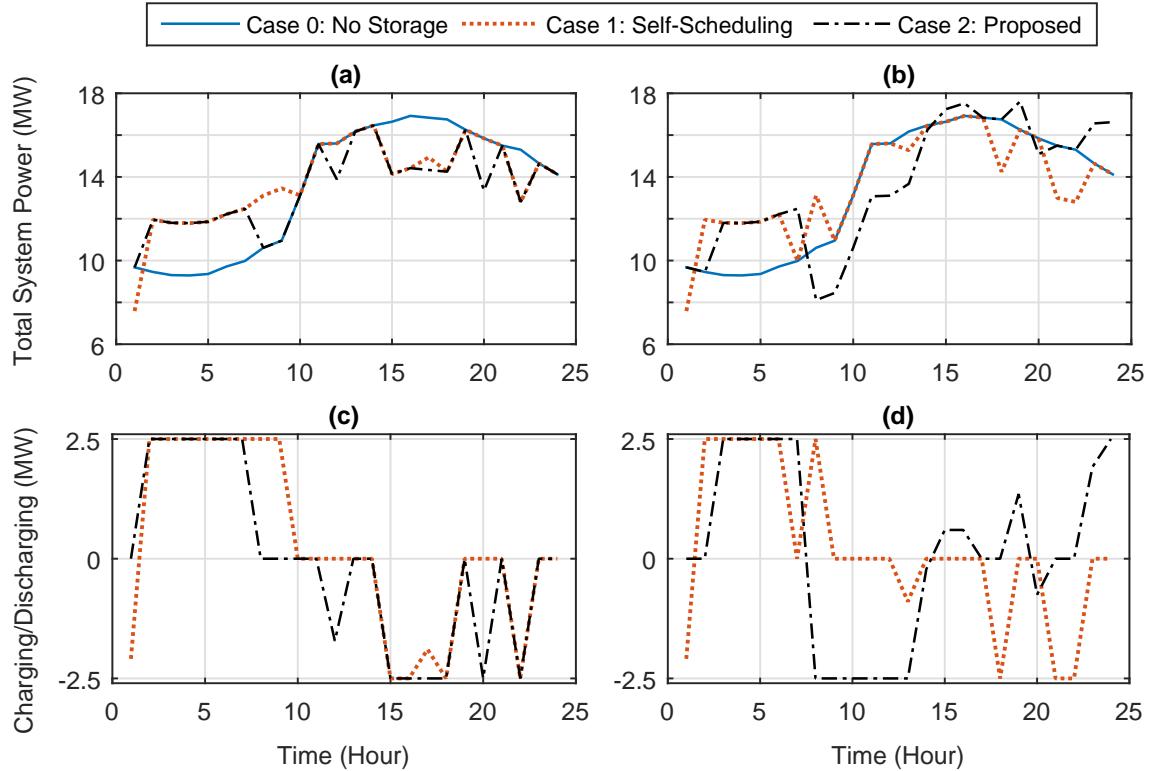 Case 0: No Storage Case 1: Self-Scheduling Case 2: Proposed
(a) (b)
Total System Power (MW)
18 18
14 14
10 10
6 6
0 5 10 15 20 25 0 5 10 15 20 25
(c) (d)
Charging/Discharging (MW)
2.5 2.5
0 0
-2.5 -2.5
0 5 10 15 20 25 0 5 10 15 20 25
Time (Hour) Time (Hour)